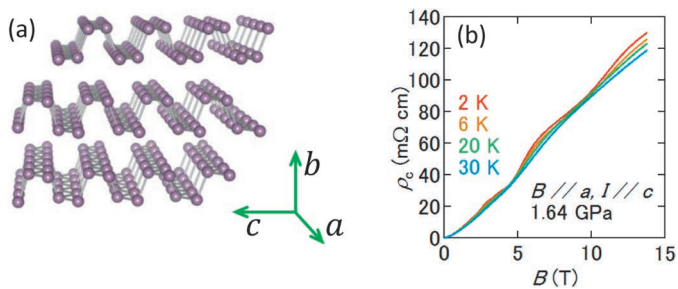 (a)
b
c
a
(b)
ρc (mΩ cm)
140
120
100
80
60
40
20
0
2 K
6 K
20 K
30 K
B // a, I // c
1.64 GPa
0
5
10
15
B (T)